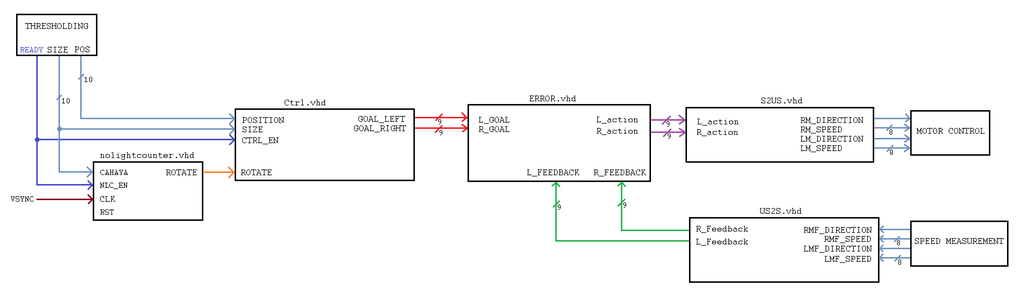 THRESHOLDING
READY SIZE POS
10
10
nolightcounter.vhd
CAHAYA
NLC_EN
CLK
RST
ROTATE
VSYNC
Ctrl.vhd
POSITION
SIZE
CTRL_EN
ROTATE
GOAL_LEFT
GOAL_RIGHT
9
9
ERROR.vhd
L_GOAL
R_GOAL
L_action
R_action
L_FEEDBACK R_FEEDBACK
9
9
9
9
S2US.vhd
L_action
R_action
RM_DIRECTION
RM_SPEED
LM_DIRECTION
LM_SPEED
8
8
MOTOR CONTROL
US2S.vhd
R_Feedback
L_Feedback
RMF_DIRECTION
RMF_SPEED
LMF_DIRECTION
LMF_SPEED
8
8
SPEED MEASUREMENT